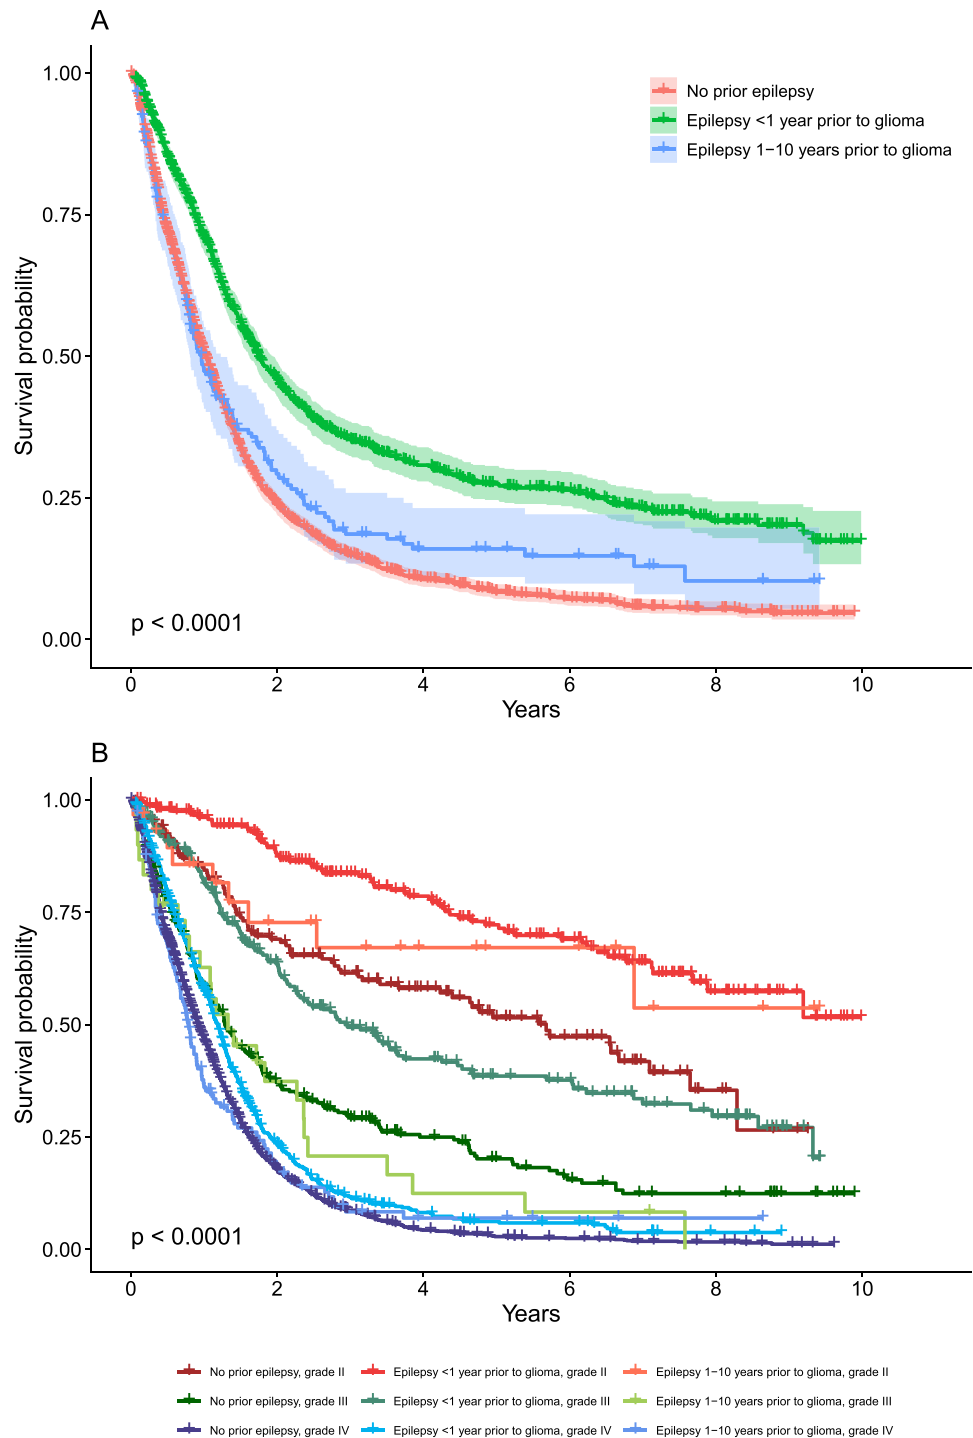 A
1.00
0.75
0.50
0.25
0.00
Survival probability
No prior epilepsy
Epilepsy <1 year prior to glioma
Epilepsy 1−10 years prior to glioma
p < 0.0001
0 2 4 6 8 10
Years
B
1.00
0.75
0.50
0.25
0.00
Survival probability
p < 0.0001
0 2 4 6 8 10
Years
No prior epilepsy, grade II Epilepsy <1 year prior to glioma, grade II Epilepsy 1−10 years prior to glioma, grade II
No prior epilepsy, grade III Epilepsy <1 year prior to glioma, grade III Epilepsy 1−10 years prior to glioma, grade III
No prior epilepsy, grade IV Epilepsy <1 year prior to glioma, grade IV Epilepsy 1−10 years prior to glioma, grade IV